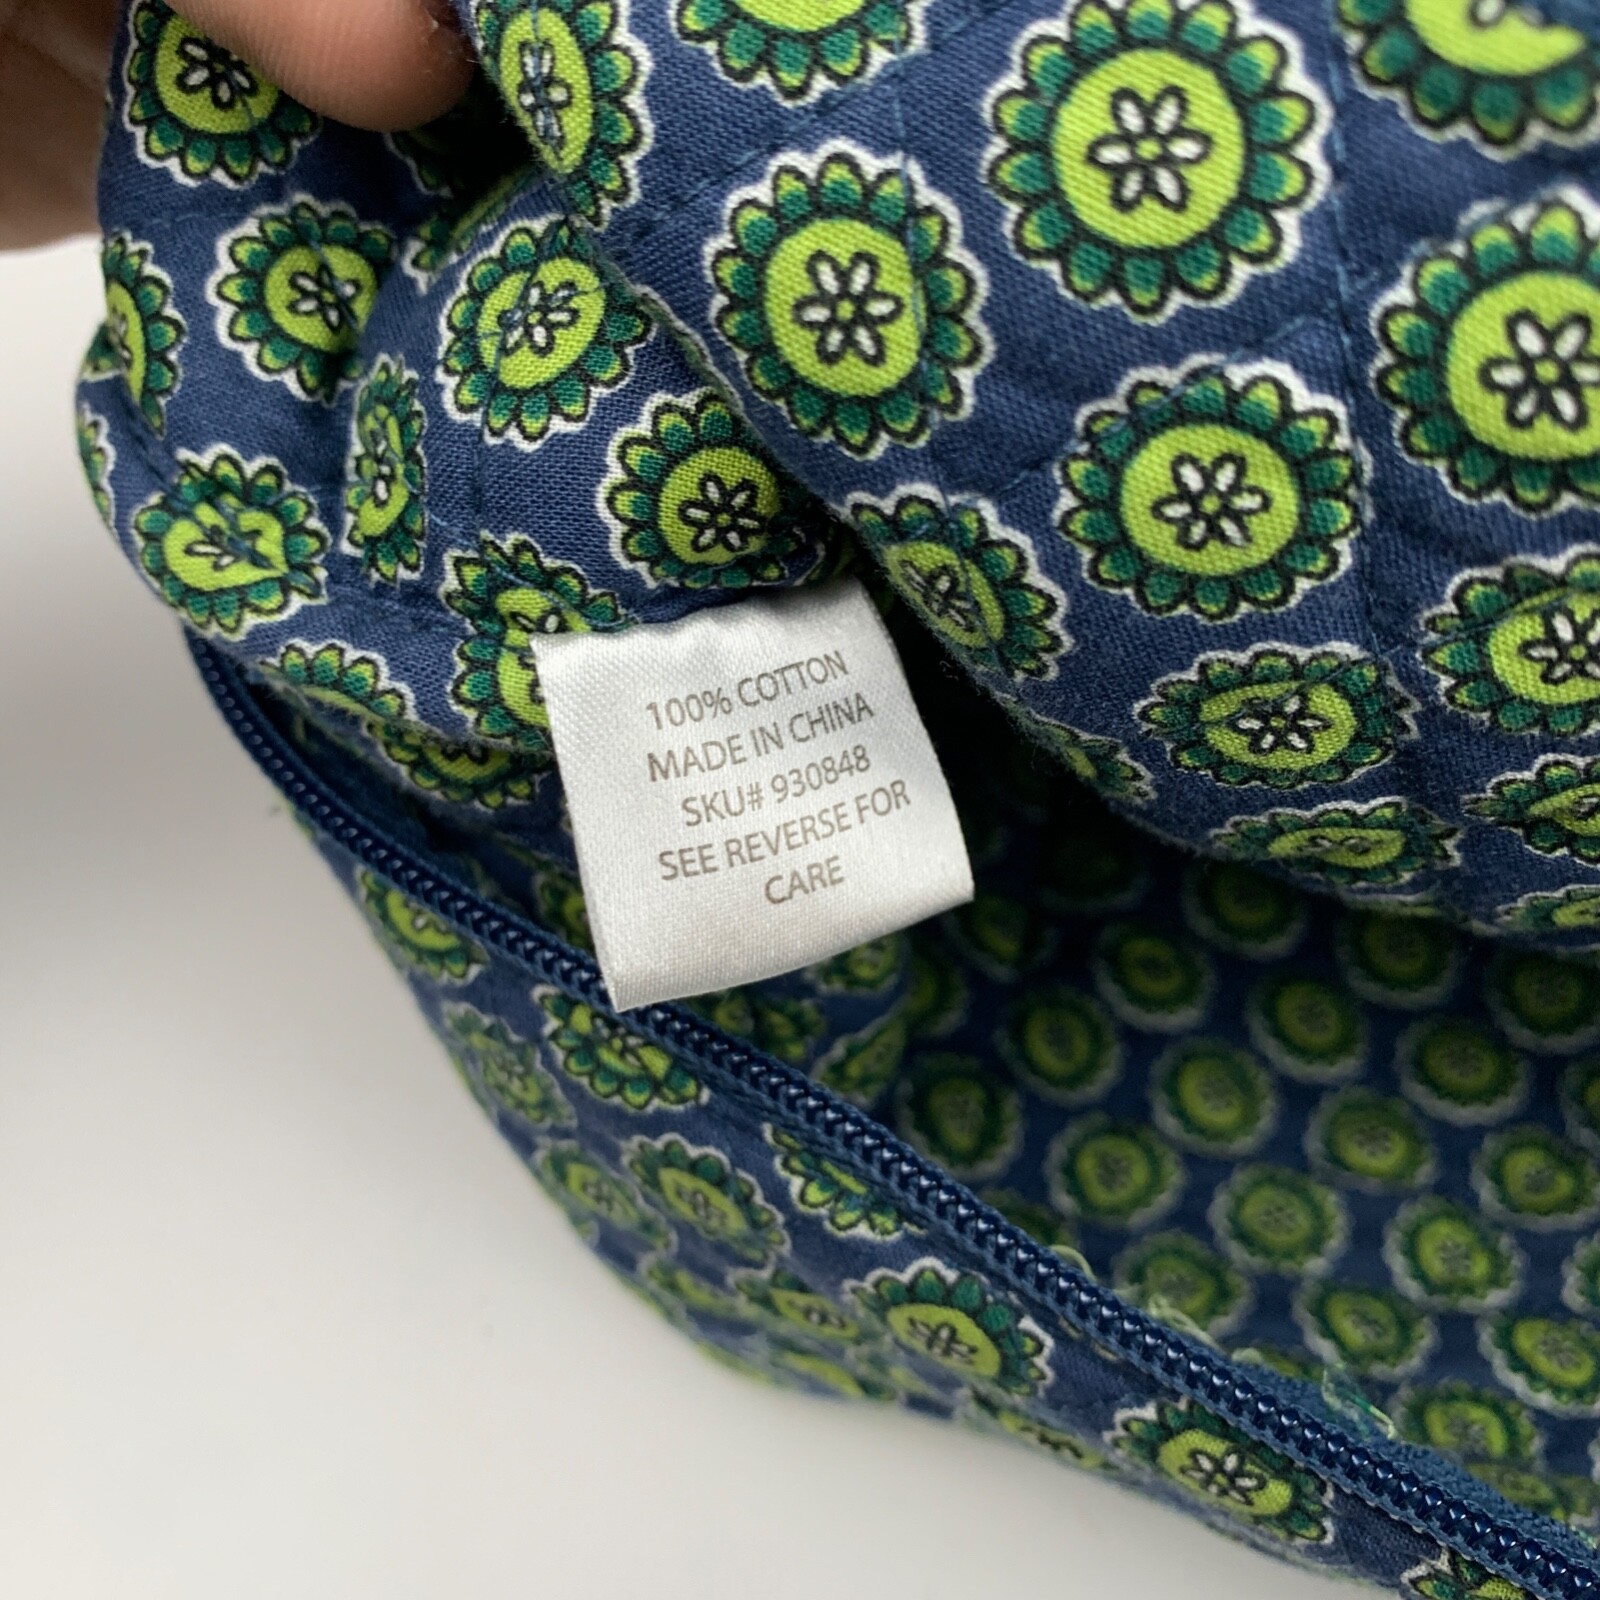 100% COTTON
MADE IN CHINA
SKU# 930848
SEE REVERSE FOR
CARE